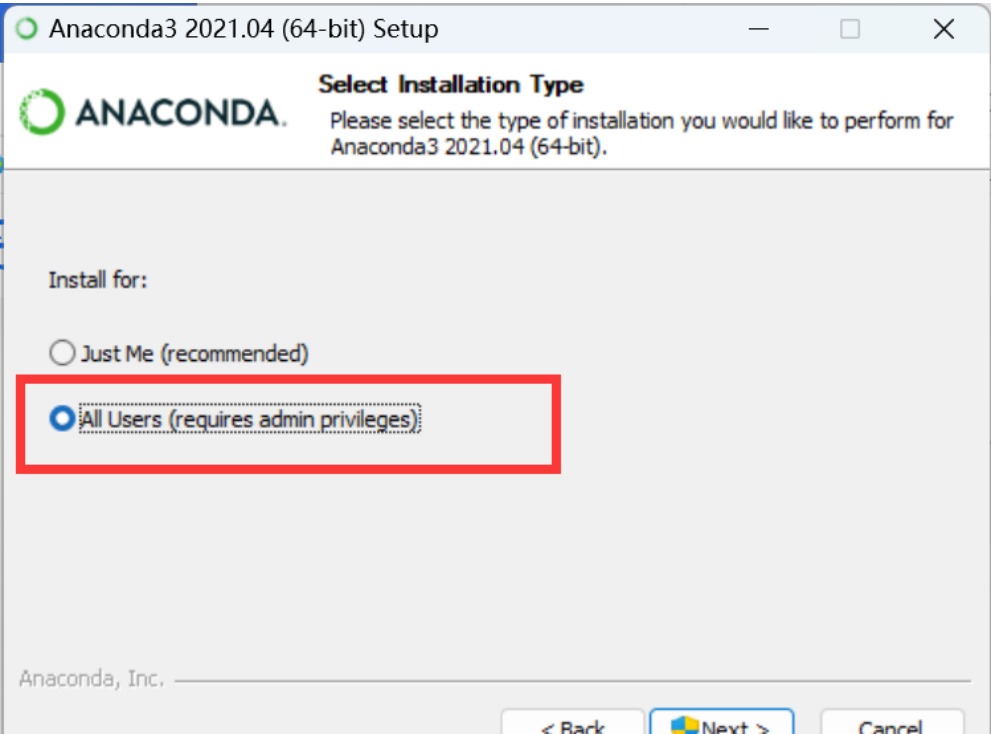 Anaconda3 2021.04 (64-bit) Setup
ANACONDA.
Select Installation Type
Please select the type of installation you would like to perform for
Anaconda3 2021.04 (64-bit).
Install for:
Just Me (recommended)
All Users (requires admin privileges)
Anaconda, Inc.
< Back Next > Cancel